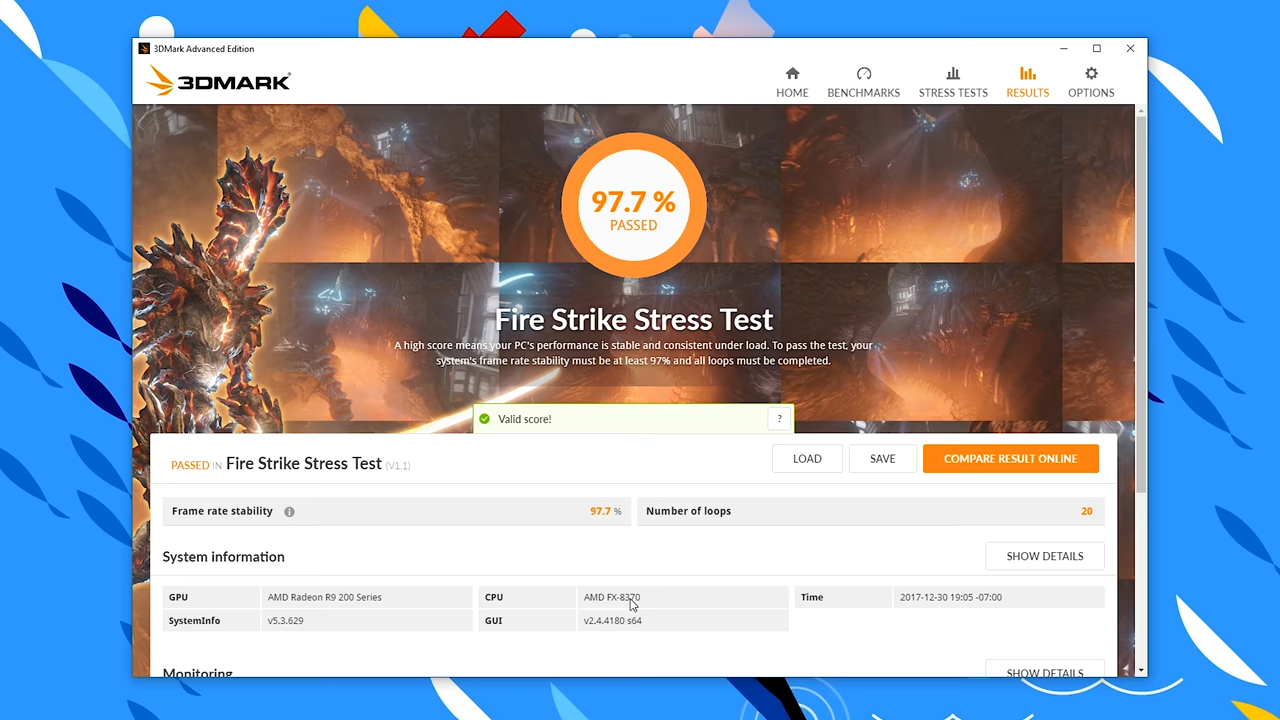 3DMark Advanced Edition
3DMARK
HOME BENCHMARKS STRESS TESTS RESULTS OPTIONS
97.7 %
PASSED
Fire Strike Stress Test
A high score means your PC's performance is stable and consistent under load. To pass the test, your
system's frame rate stability must be at least 97% and all loops must be completed.
Valid score! ?
PASSED IN Fire Strike Stress Test (V1.1) LOAD SAVE COMPARE RESULT ONLINE
Frame rate stability i 97.7 % Number of loops 20
System information SHOW DETAILS
GPU AMD Radeon R9 200 Series CPU AMD FX-8370 Time 2017-12-30 19:05 -07:00
SystemInfo v5.3.629 GUI v2.4.4180 s64
Monitoring SHOW DETAILS